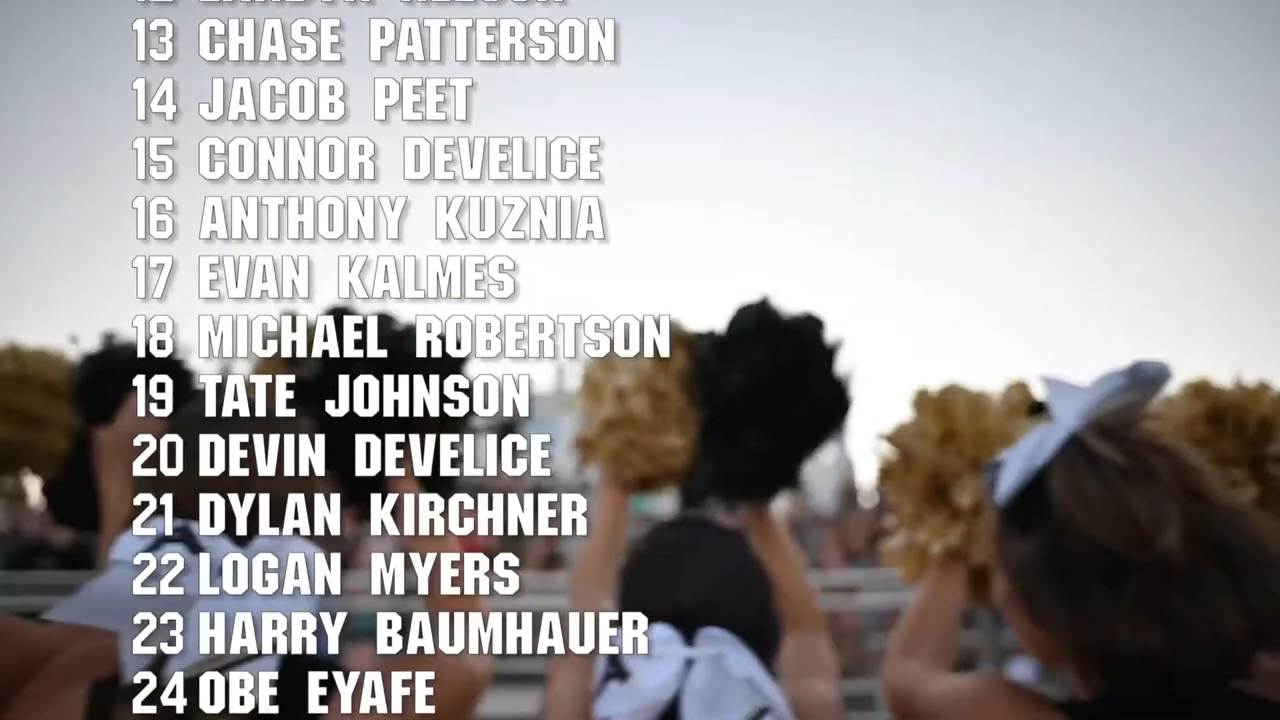 13 CHASE PATTERSON
14 JACOB PEET
15 CONNOR DEVELICE
16 ANTHONY KUZNIA
17 EVAN KALMES
18 MICHAEL ROBERTSON
19 TATE JOHNSON
20 DEVIN DEVELICE
21 DYLAN KIRCHNER
22 LOGAN MYERS
23 HARRY BAUMHAUER
24 OBE EYAFE